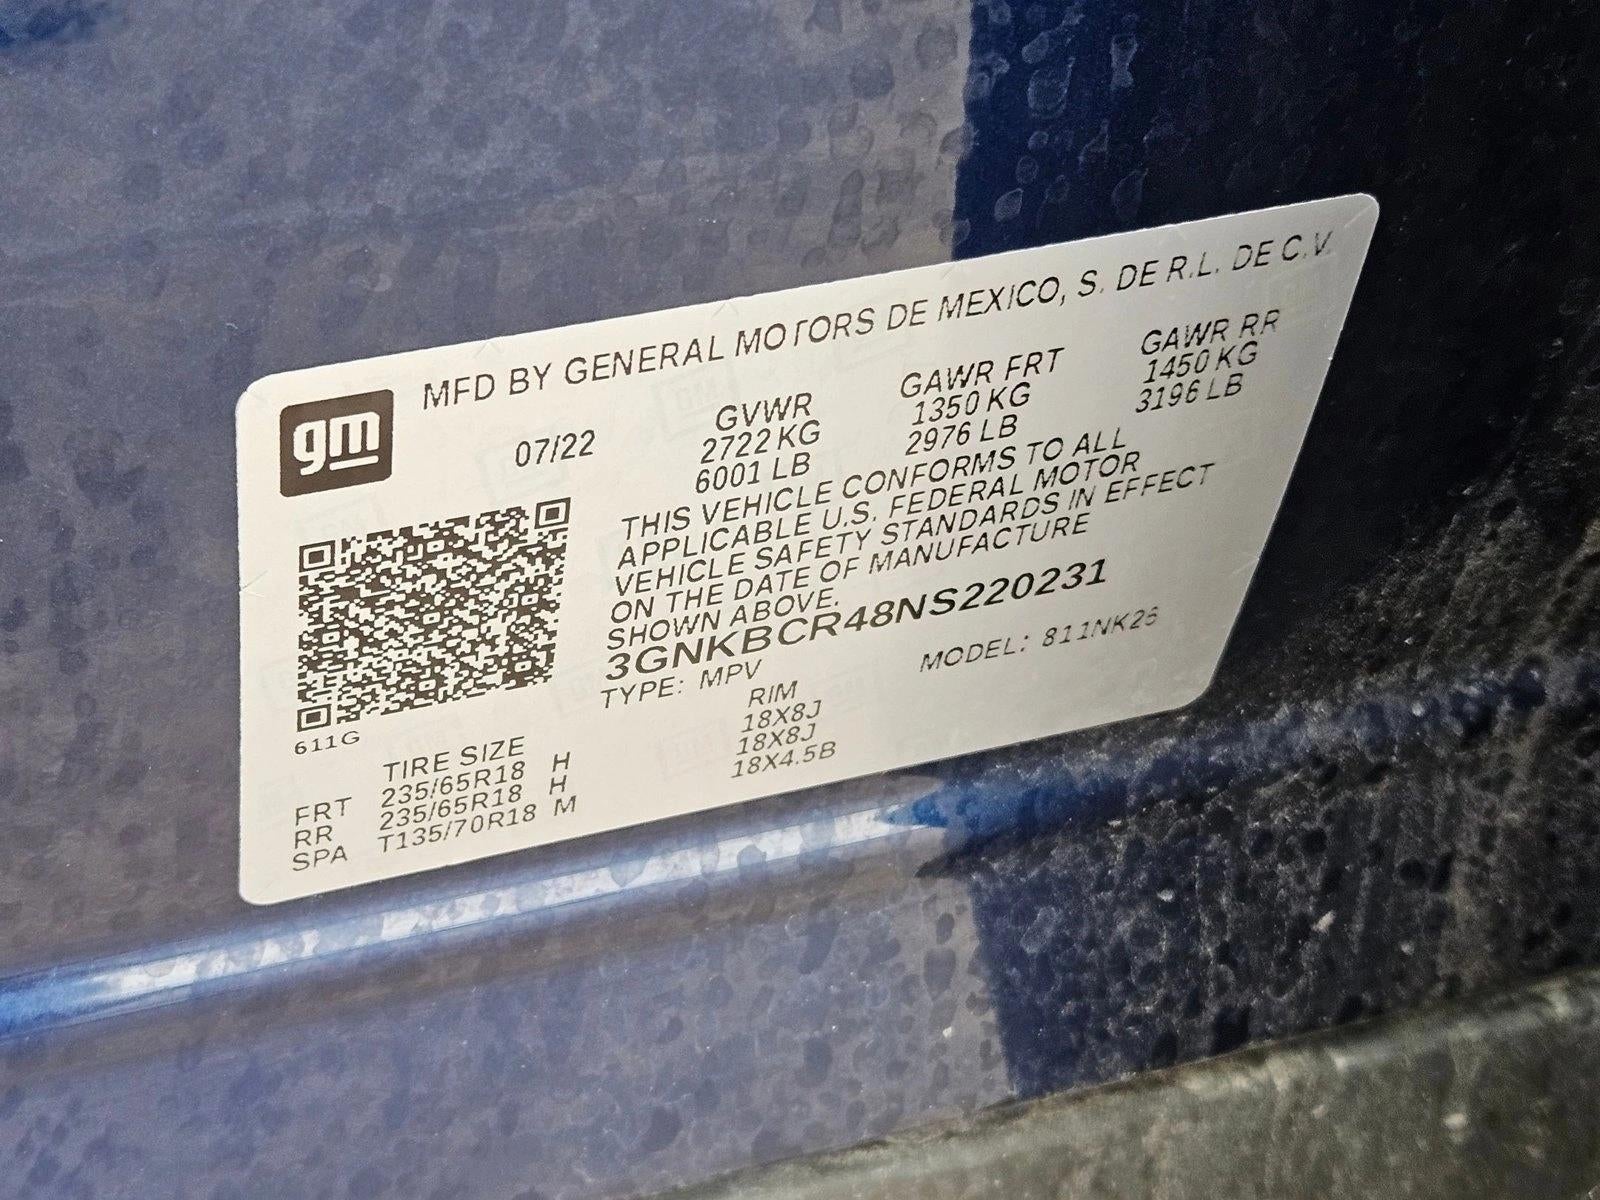 MFD BY GENERAL MOTORS DE MEXICO, S. DE R.L. DE C.V.
gm
07/22
GVWR GAWR FRT GAWR RR
2722 KG 1350 KG 1450 KG
6001 LB 2976 LB 3196 LB
THIS VEHICLE CONFORMS TO ALL
APPLICABLE U.S. FEDERAL MOTOR
VEHICLE SAFETY STANDARDS IN EFFECT
ON THE DATE OF MANUFACTURE
SHOWN ABOVE.
3GNKBCR48NS220231
TYPE: MPV MODEL: 811NK26
611G
TIRE SIZE RIM
FRT 235/65R18 H 18X8J
RR 235/65R18 H 18X8J
SPA T135/70R18 M 18X4.5B